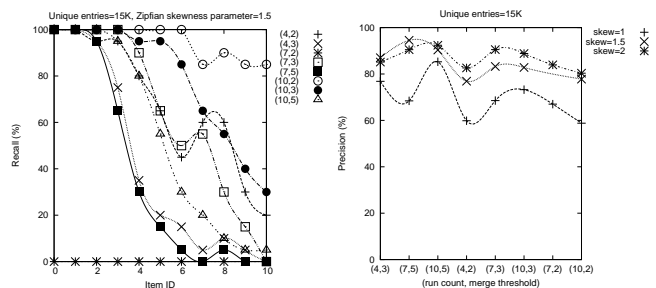 Unique entries=15K, Zipfian skewness parameter=1.5
100
80
60
40
20
0
Recall (%)
0
2
4
6
8
10
Item ID
(4,2)
(4,3)
(7,2)
(7,3)
(7,5)
(10,2)
(10,3)
(10,5)
Unique entries=15K
100
80
60
40
20
0
Precision (%)
(4,3) (7,5) (10,5) (4,2) (7,3) (10,3) (7,2) (10,2)
(run count, merge threshold)
skew=1
skew=1.5
skew=2